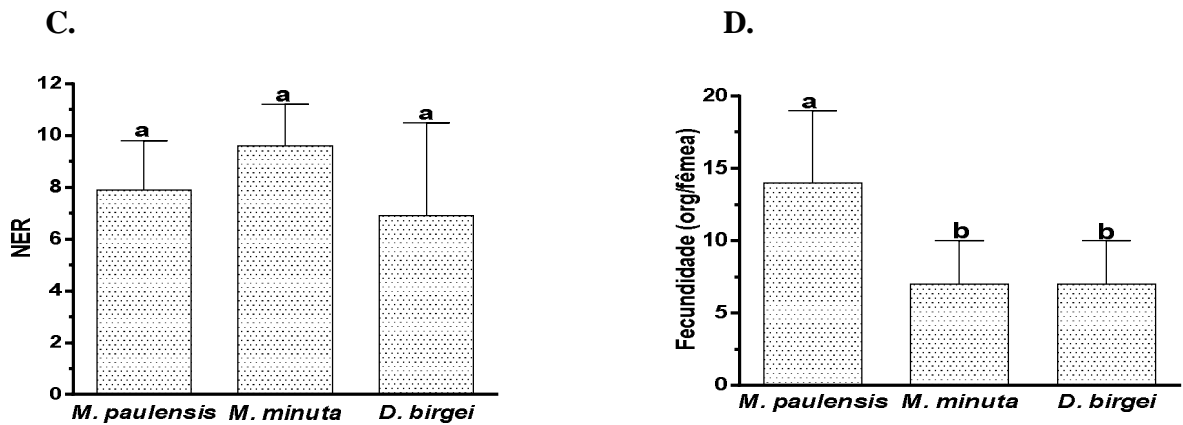 C.
12
10
8
6
4
2
0
NER
a
a
a
M. paulensis M. minuta D. birgei
D.
20
15
10
5
0
Fecundidade (org/fêmea)
a
b
b
M. paulensis M. minuta D. birgei